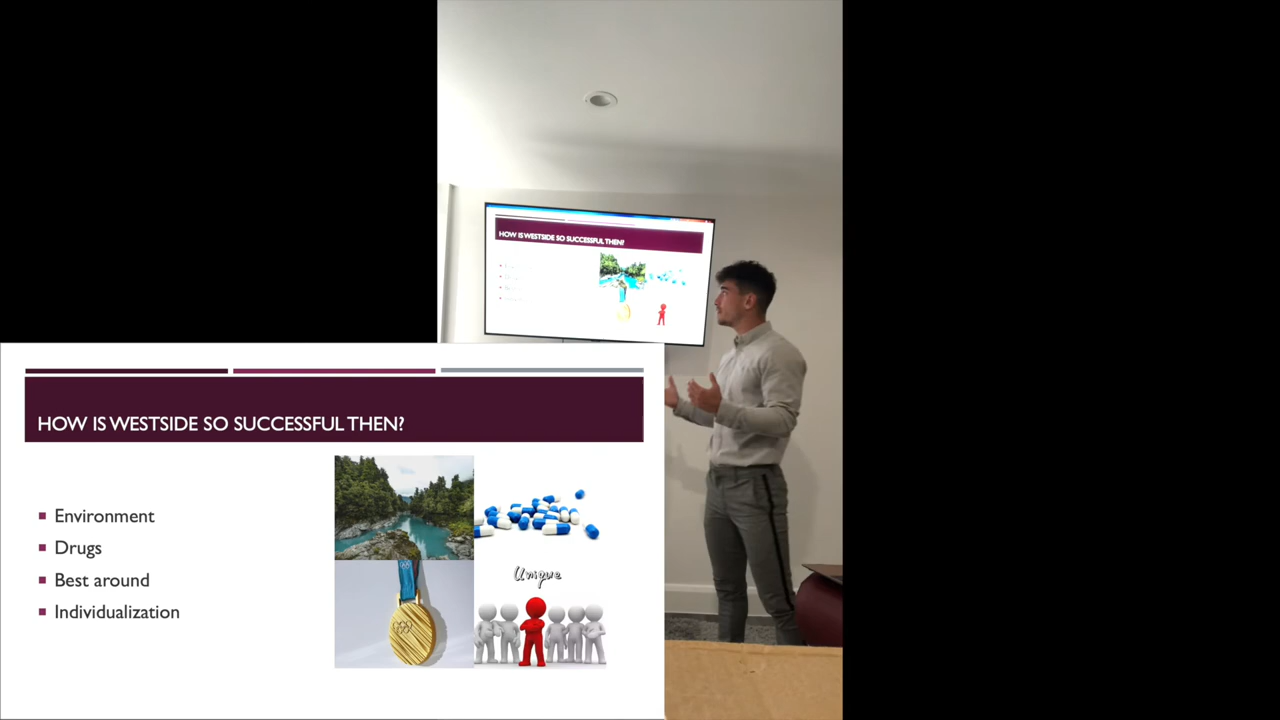 HOW IS WESTSIDE SO SUCCESSFUL THEN?
HOW IS WESTSIDE SO SUCCESSFUL THEN?
Environment
Drugs
Best around
Individualization
Unique